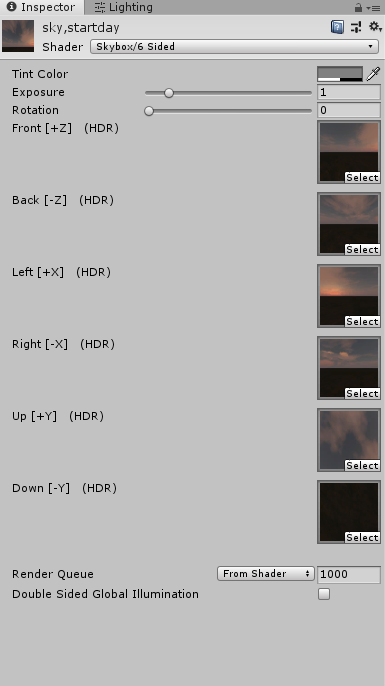 Inspector
Lighting
sky,startday
Shader
Skybox/6 Sided
Tint Color
Exposure
1
Rotation
0
Front [+Z] (HDR)
Select
Back [-Z] (HDR)
Select
Left [+X] (HDR)
Select
Right [-X] (HDR)
Select
Up [+Y] (HDR)
Select
Down [-Y] (HDR)
Select
Render Queue
From Shader
1000
Double Sided Global Illumination